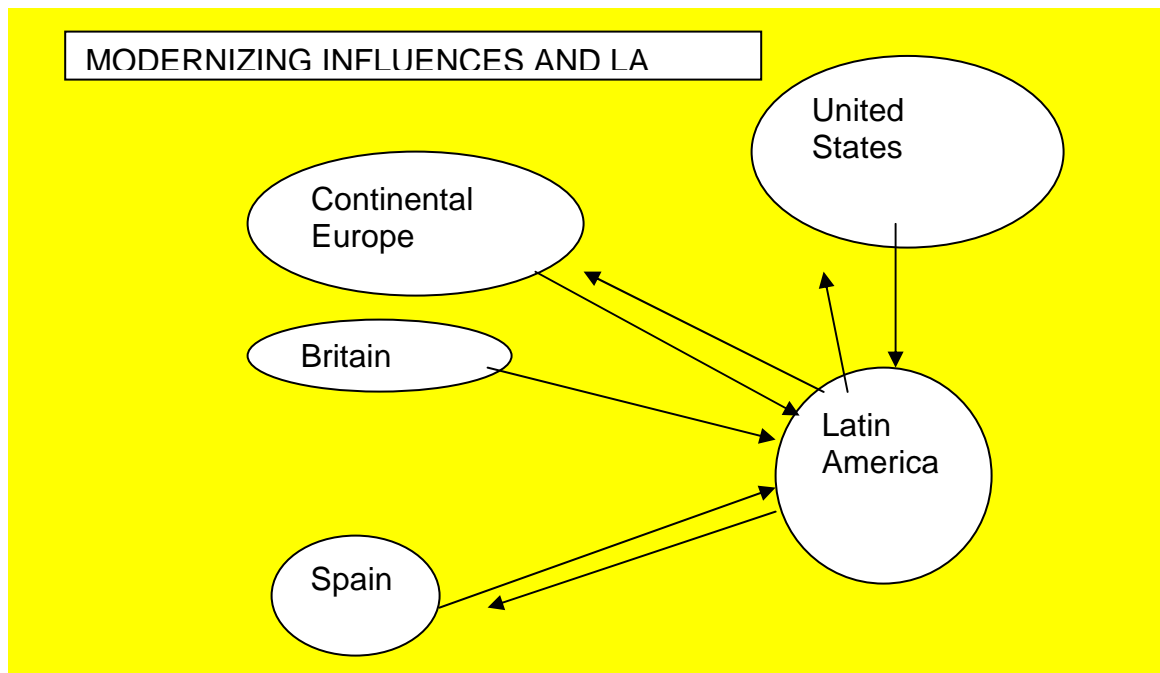 MODERNIZING INFLUENCES AND LA
United
States
Continental
Europe
Britain
Latin
America
Spain